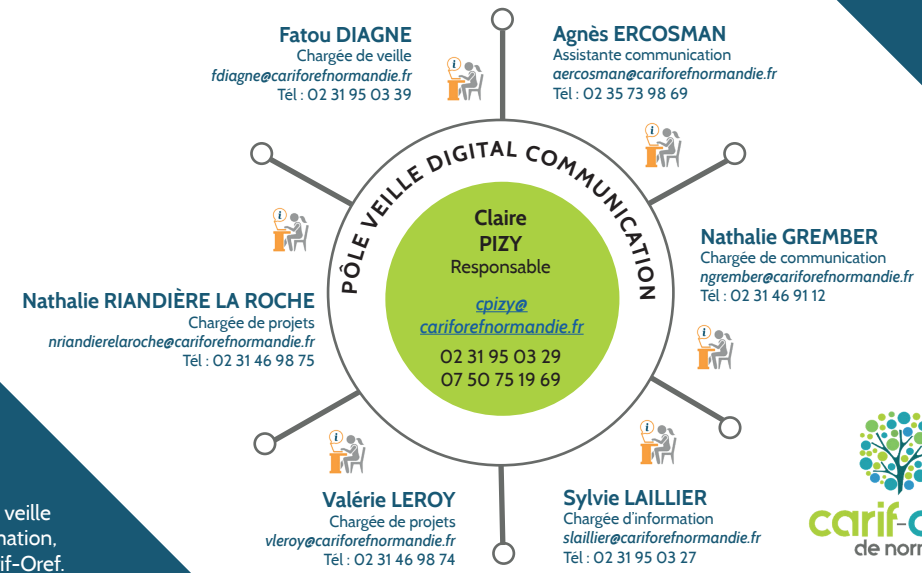 Fatou DIAGNE
Chargée de veille
fdiagne@cariforefnormandie.fr
Tél : 02 31 95 03 39
Agnès ERCOSMAN
Assistante communication
aercosman@cariforefnormandie.fr
Tél : 02 35 73 98 69
PÔLE VEILLE DIGITAL COMMUNICATION
Claire
PIZY
Responsable
cpizy@
cariforefnormandie.fr
02 31 95 03 29
07 50 75 19 69
Nathalie GREMBER
Chargée de communication
ngrember@cariforefnormandie.fr
Tél : 02 31 46 91 12
Nathalie RIANDIÈRE LA ROCHE
Chargée de projets
nriandierelaroche@cariforefnormandie.fr
Tél : 02 31 46 98 75
Valérie LEROY
Chargée de projets
vleroy@cariforefnormandie.fr
Tél : 02 31 46 98 74
Sylvie LAILLIER
Chargée d'information
slaillier@cariforefnormandie.fr
Tél : 02 31 95 03 27
veille
mation,
if-Oref.
carif-o
de norm